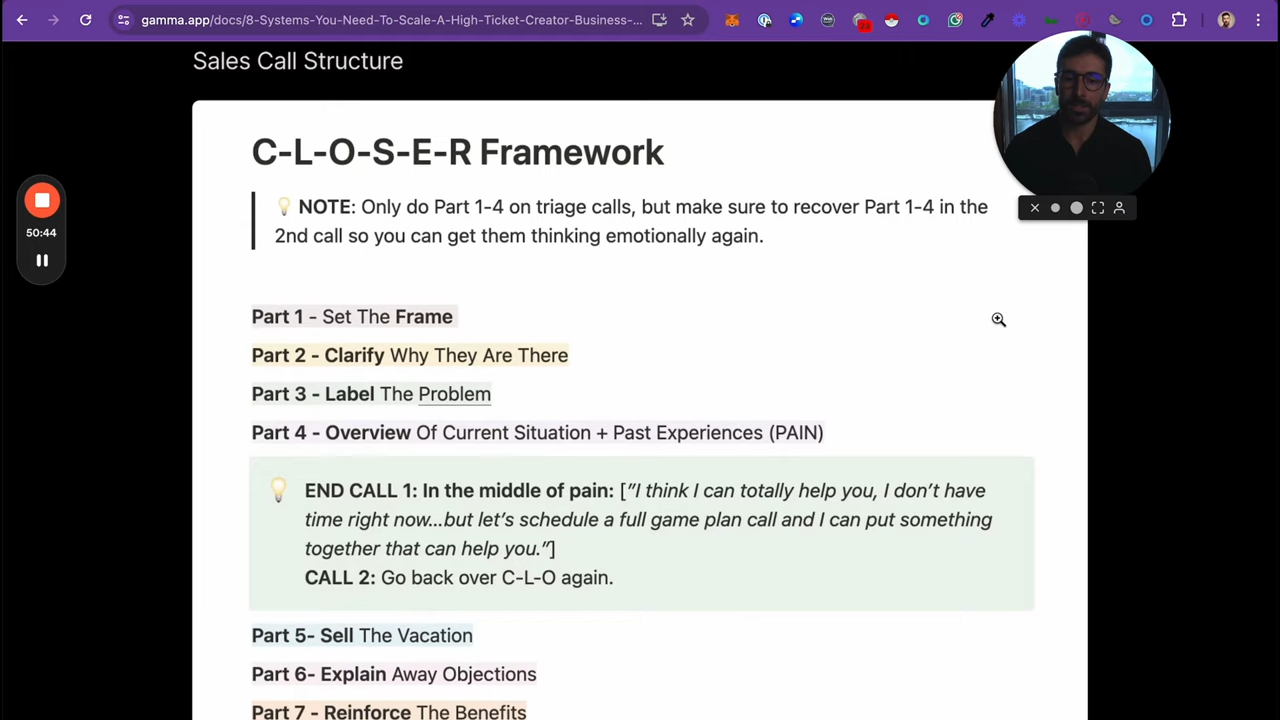 gamma.app/docs/8-Systems-You-Need-To-Scale-A-High-Ticket-Creator-Business-...
Sales Call Structure
C-L-O-S-E-R Framework
💡 NOTE: Only do Part 1-4 on triage calls, but make sure to recover Part 1-4 in the
2nd call so you can get them thinking emotionally again.
50:44
Part 1 - Set The Frame
Part 2 - Clarify Why They Are There
Part 3 - Label The Problem
Part 4 - Overview Of Current Situation + Past Experiences (PAIN)
💡 END CALL 1: In the middle of pain: ["I think I can totally help you, I don't have
time right now...but let's schedule a full game plan call and I can put something
together that can help you."]
CALL 2: Go back over C-L-O again.
Part 5- Sell The Vacation
Part 6- Explain Away Objections
Part 7 - Reinforce The Benefits